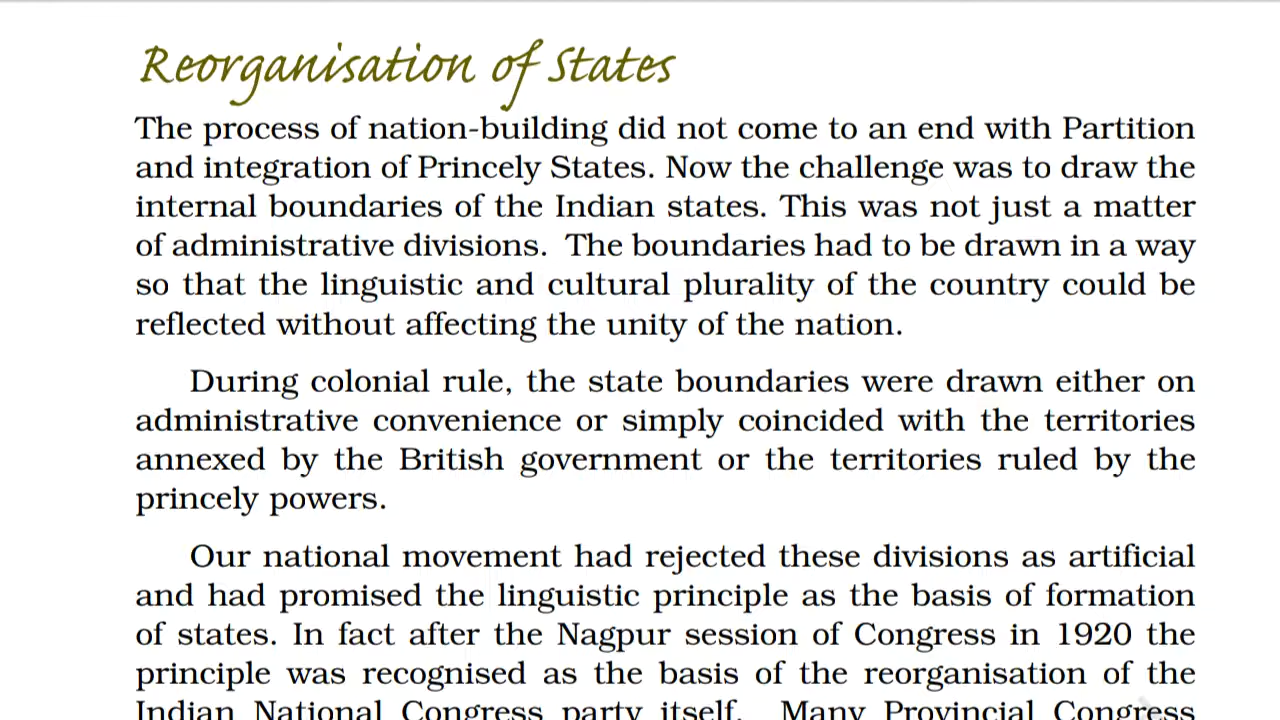 Reorganisation of States
The process of nation-building did not come to an end with Partition
and integration of Princely States. Now the challenge was to draw the
internal boundaries of the Indian states. This was not just a matter
of administrative divisions. The boundaries had to be drawn in a way
so that the linguistic and cultural plurality of the country could be
reflected without affecting the unity of the nation.
During colonial rule, the state boundaries were drawn either on
administrative convenience or simply coincided with the territories
annexed by the British government or the territories ruled by the
princely powers.
Our national movement had rejected these divisions as artificial
and had promised the linguistic principle as the basis of formation
of states. In fact after the Nagpur session of Congress in 1920 the
principle was recognised as the basis of the reorganisation of the
Indian National Congress party itself. Many Provincial Congress